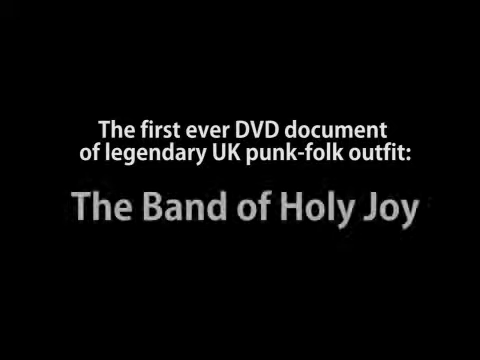 The first ever DVD document
of legendary UK punk-folk outfit:
The Band of Holy Joy